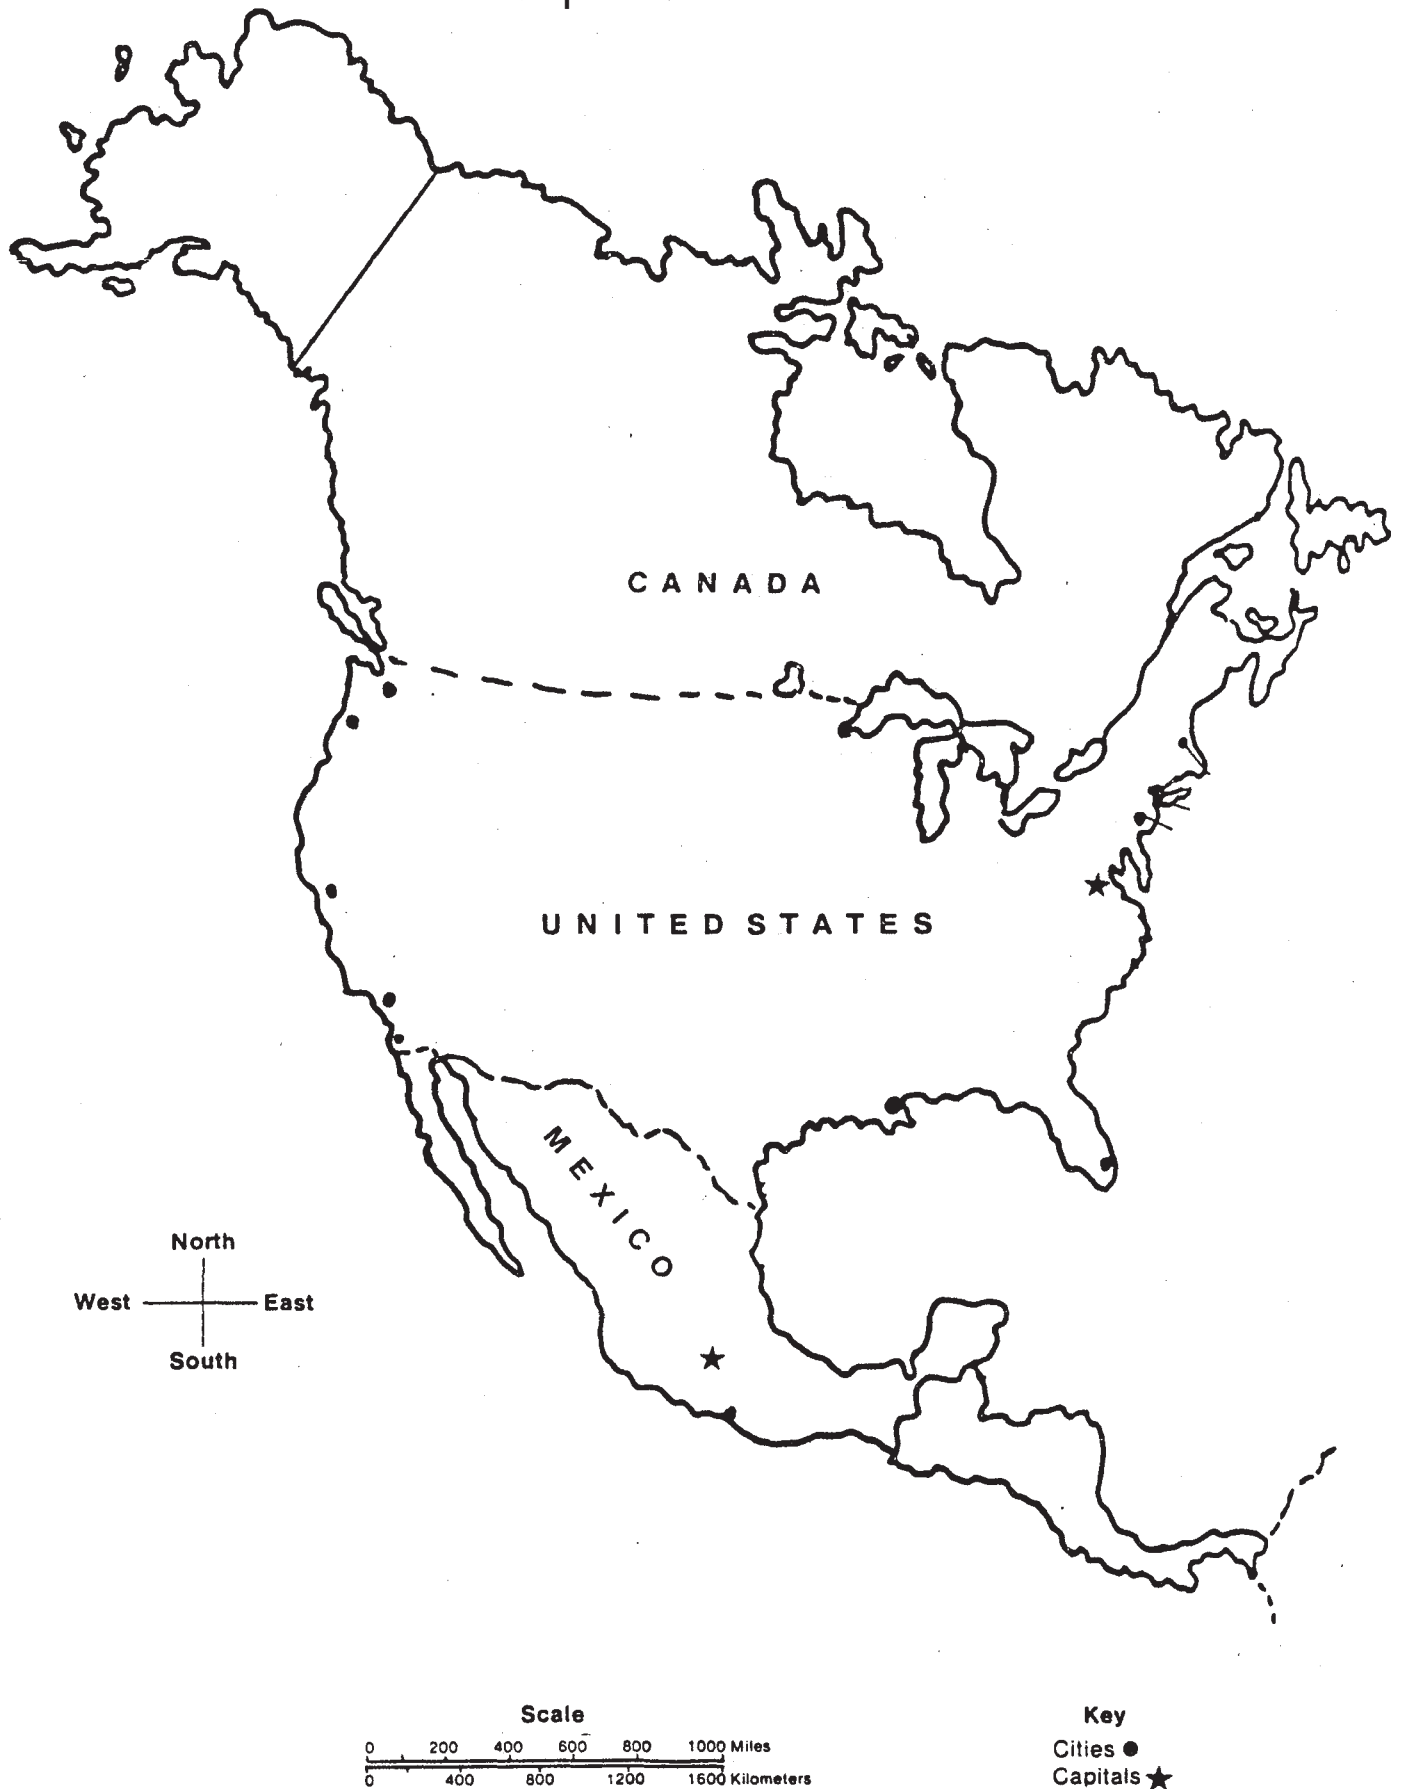 CANADA
UNITED STATES
MEXICO
North
West East
South
Scale
0 200 400 600 800 1000 Miles
0 400 800 1200 1600 Kilometers
Key
Cities
Capitals